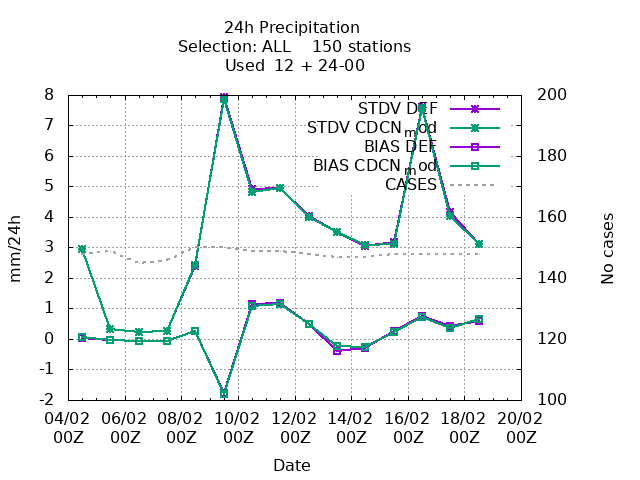 24h Precipitation
Selection: ALL    150 stations
Used  12 + 24-00
8
7
6
5
4
3
2
1
0
-1
-2
mm/24h
200
180
160
140
120
100
No cases
STDV DEF
STDV CDCN_mod
BIAS DEF
BIAS CDCN_mod
CASES
04/02 06/02 08/02 10/02 12/02 14/02 16/02 18/02 20/02
00Z 00Z 00Z 00Z 00Z 00Z 00Z 00Z 00Z
Date